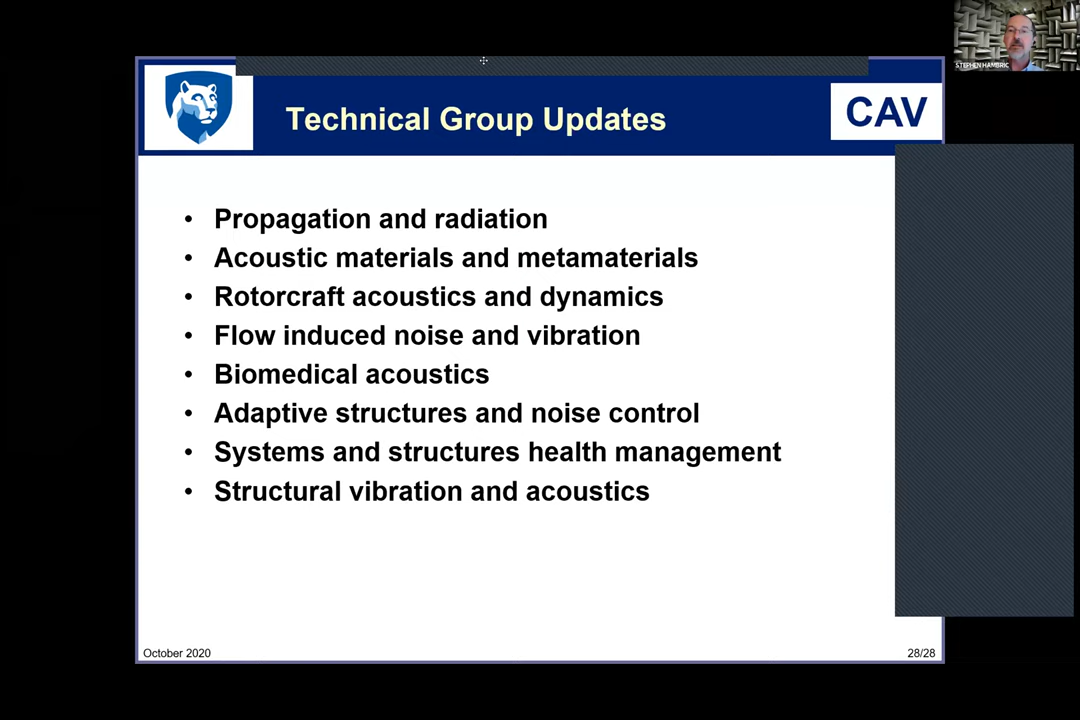 STEPHEN HAMBRIC
Technical Group Updates
CAV
• Propagation and radiation
• Acoustic materials and metamaterials
• Rotorcraft acoustics and dynamics
• Flow induced noise and vibration
• Biomedical acoustics
• Adaptive structures and noise control
• Systems and structures health management
• Structural vibration and acoustics
October 2020
28/28